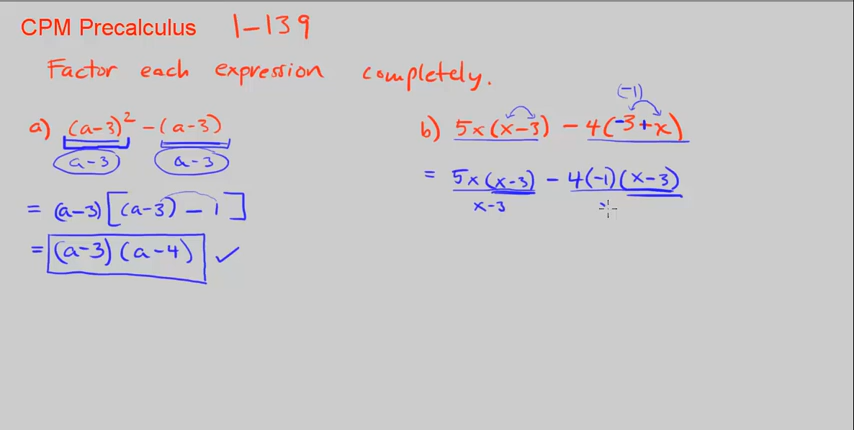 CPM Precalculus 1-139
Factor each expression completely.
a) (a-3)² - (a-3)
a-3 a-3
= (a-3)[(a-3) - 1]
= (a-3)(a-4) ✓
(-1)
b) 5x(x-3) - 4(-3+x)
= 5x(x-3) - 4(-1)(x-3)
x-3